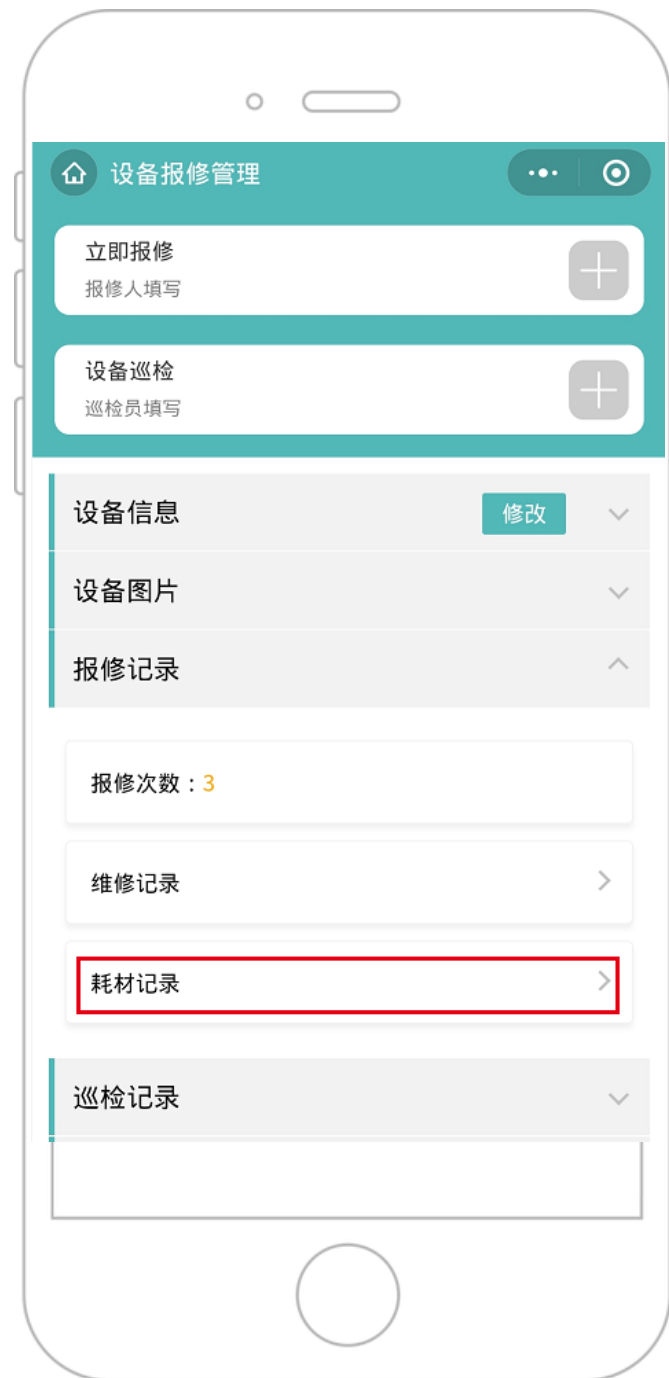 设备报修管理
立即报修
报修人填写
设备巡检
巡检员填写
设备信息
修改
设备图片
报修记录
报修次数：3
维修记录
耗材记录
巡检记录